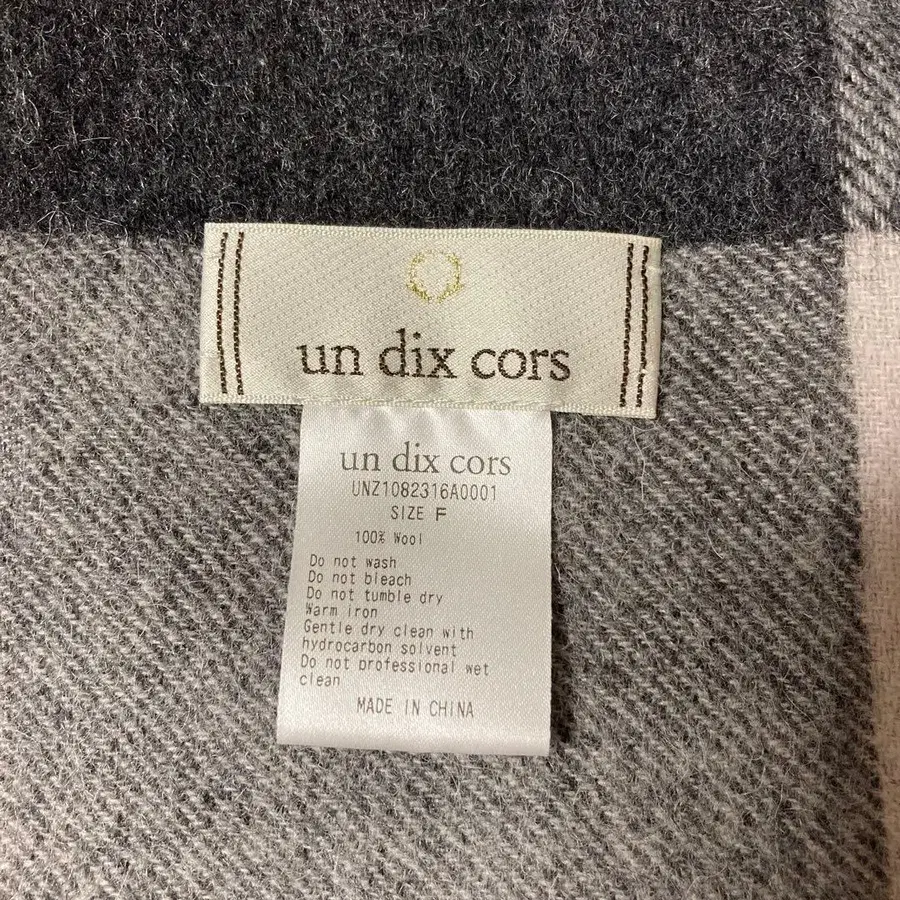 un dix cors
un dix cors
UNZ1082316A0001
SIZE F
100% Wool
Do not wash
Do not bleach
Do not tumble dry
Warm iron
Gentle dry clean with
hydrocarbon solvent
Do not professional wet
clean
MADE IN CHINA